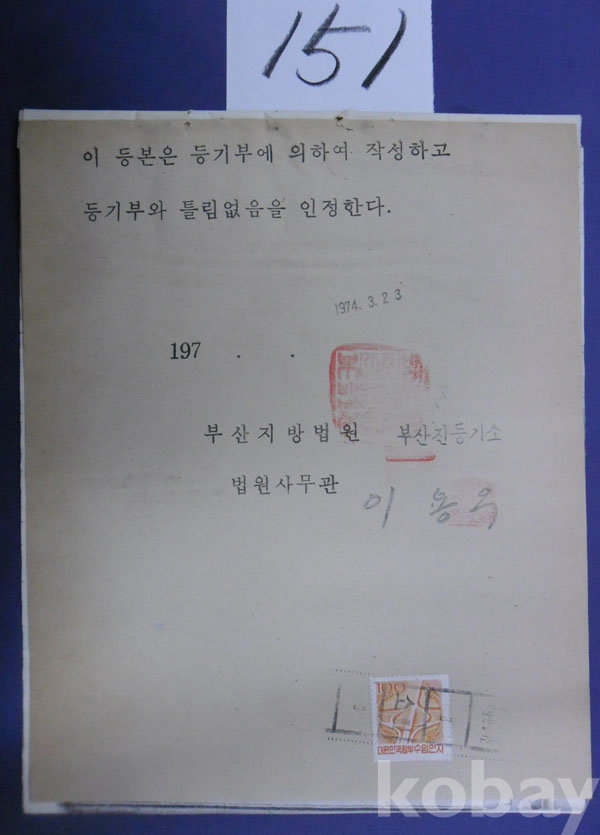 151
이 등본은 등기부에 의하여 작성하고
등기부와 틀림없음을 인정한다.
1974. 3. 23
197 . .
부산지방법원 부산진등기소
법원사무관 이용우
100
대한민국정부수입인지
kobay